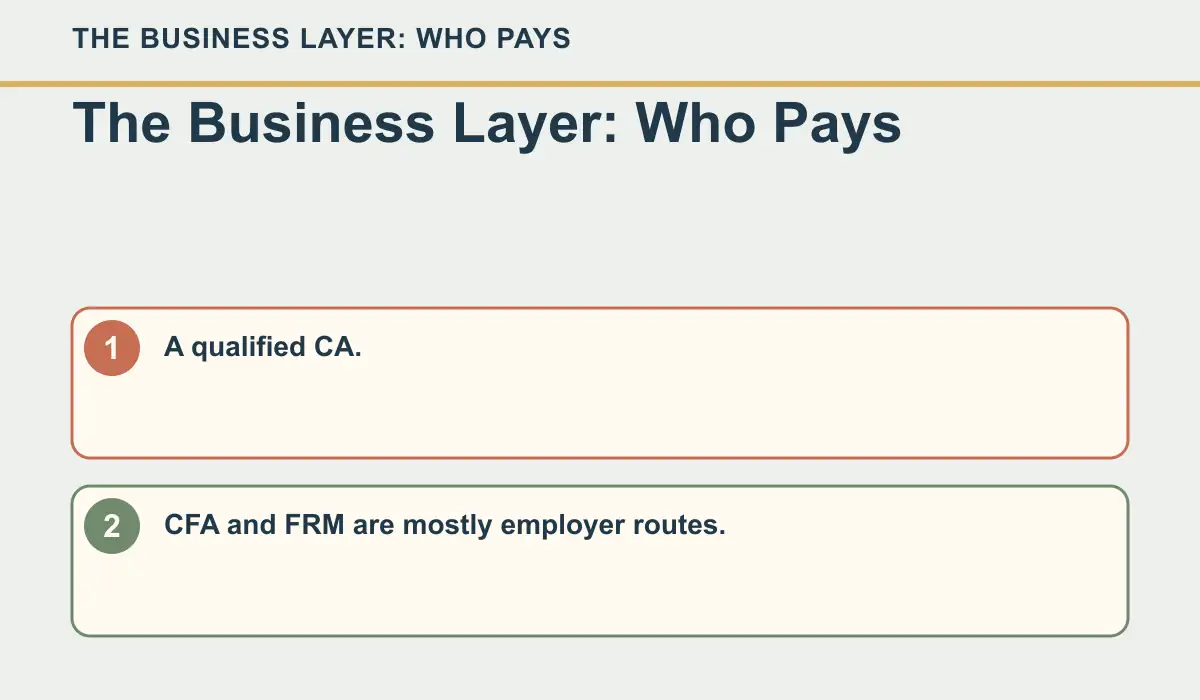 THE BUSINESS LAYER: WHO PAYS
The Business Layer: Who Pays
1 A qualified CA.
2 CFA and FRM are mostly employer routes.